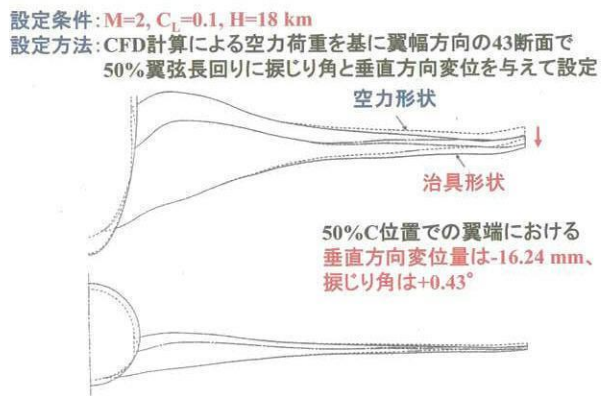 設定条件:M=2, CL=0.1, H=18 km
設定方法:CFD計算による空力荷重を基に翼幅方向の43断面で
50%翼弦長回りに捩じり角と垂直方向変位を与えて設定
空力形状
治具形状
50%C位置での翼端における
垂直方向変位量は-16.24 mm、
捩じり角は+0.43°